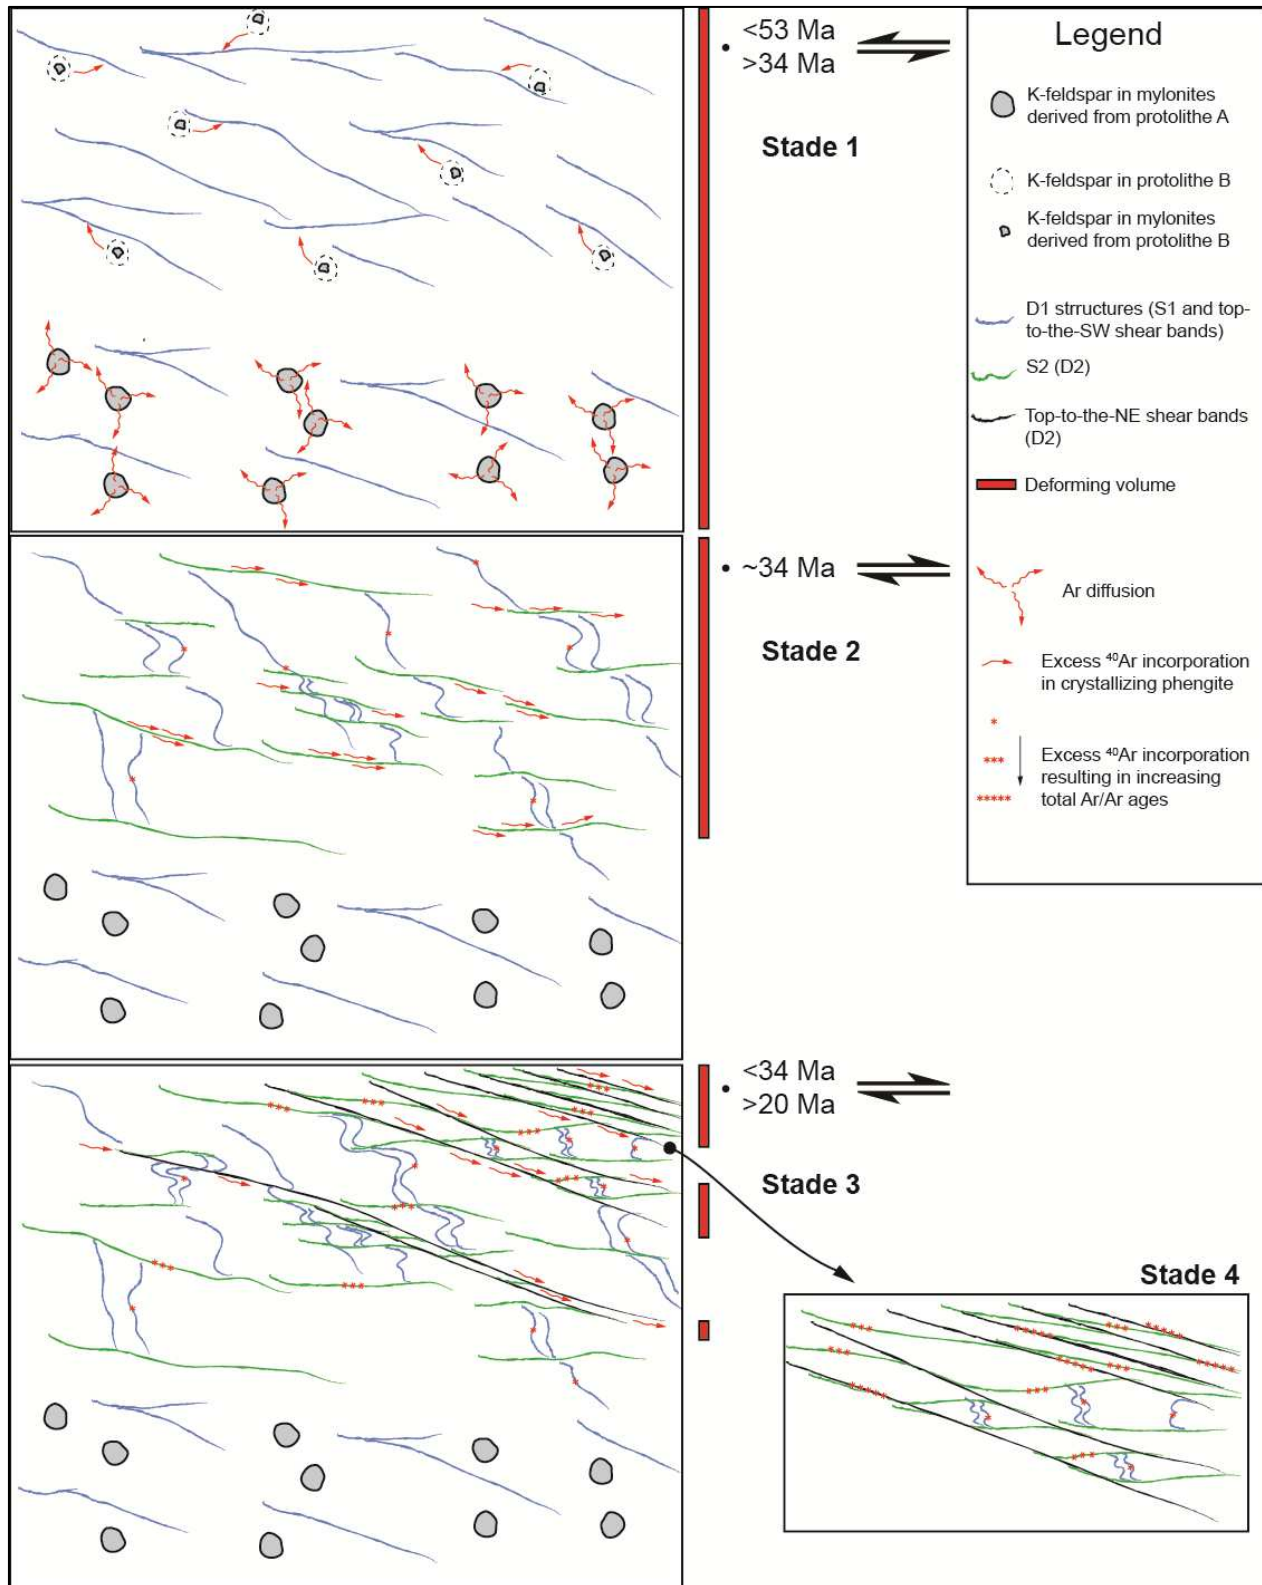 <53 Ma
>34 Ma
Stade 1
Legend
K-feldspar in mylonites
derived from protolithe A
K-feldspar in protolithe B
K-feldspar in mylonites
derived from protolithe B
D1 strructures (S1 and top-
to-the-SW shear bands)
S2 (D2)
Top-to-the-NE shear bands
(D2)
Deforming volume
Ar diffusion
Excess ⁴⁰Ar incorporation
in crystallizing phengite
Excess ⁴⁰Ar incorporation
resulting in increasing
total Ar/Ar ages
~34 Ma
Stade 2
<34 Ma
>20 Ma
Stade 3
Stade 4